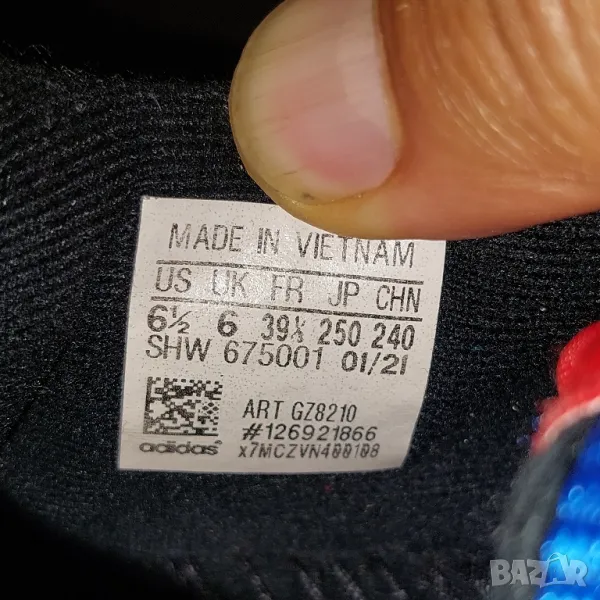 MADE IN VIETNAM
US UK FR JP CHN
6½ 6 39⅓ 250 240
SHW 675001 01/21
ART GZ8210
#126921866
adidas x7MCZVN400108
BAZAR